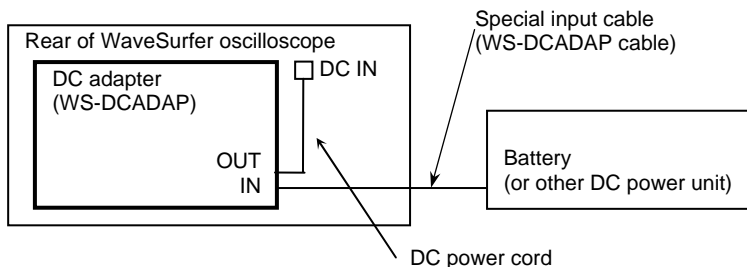 Special input cable
(WS-DCADAP cable)
Rear of WaveSurfer oscilloscope
DC adapter
(WS-DCADAP)
DC IN
OUT
IN
Battery
(or other DC power unit)
DC power cord